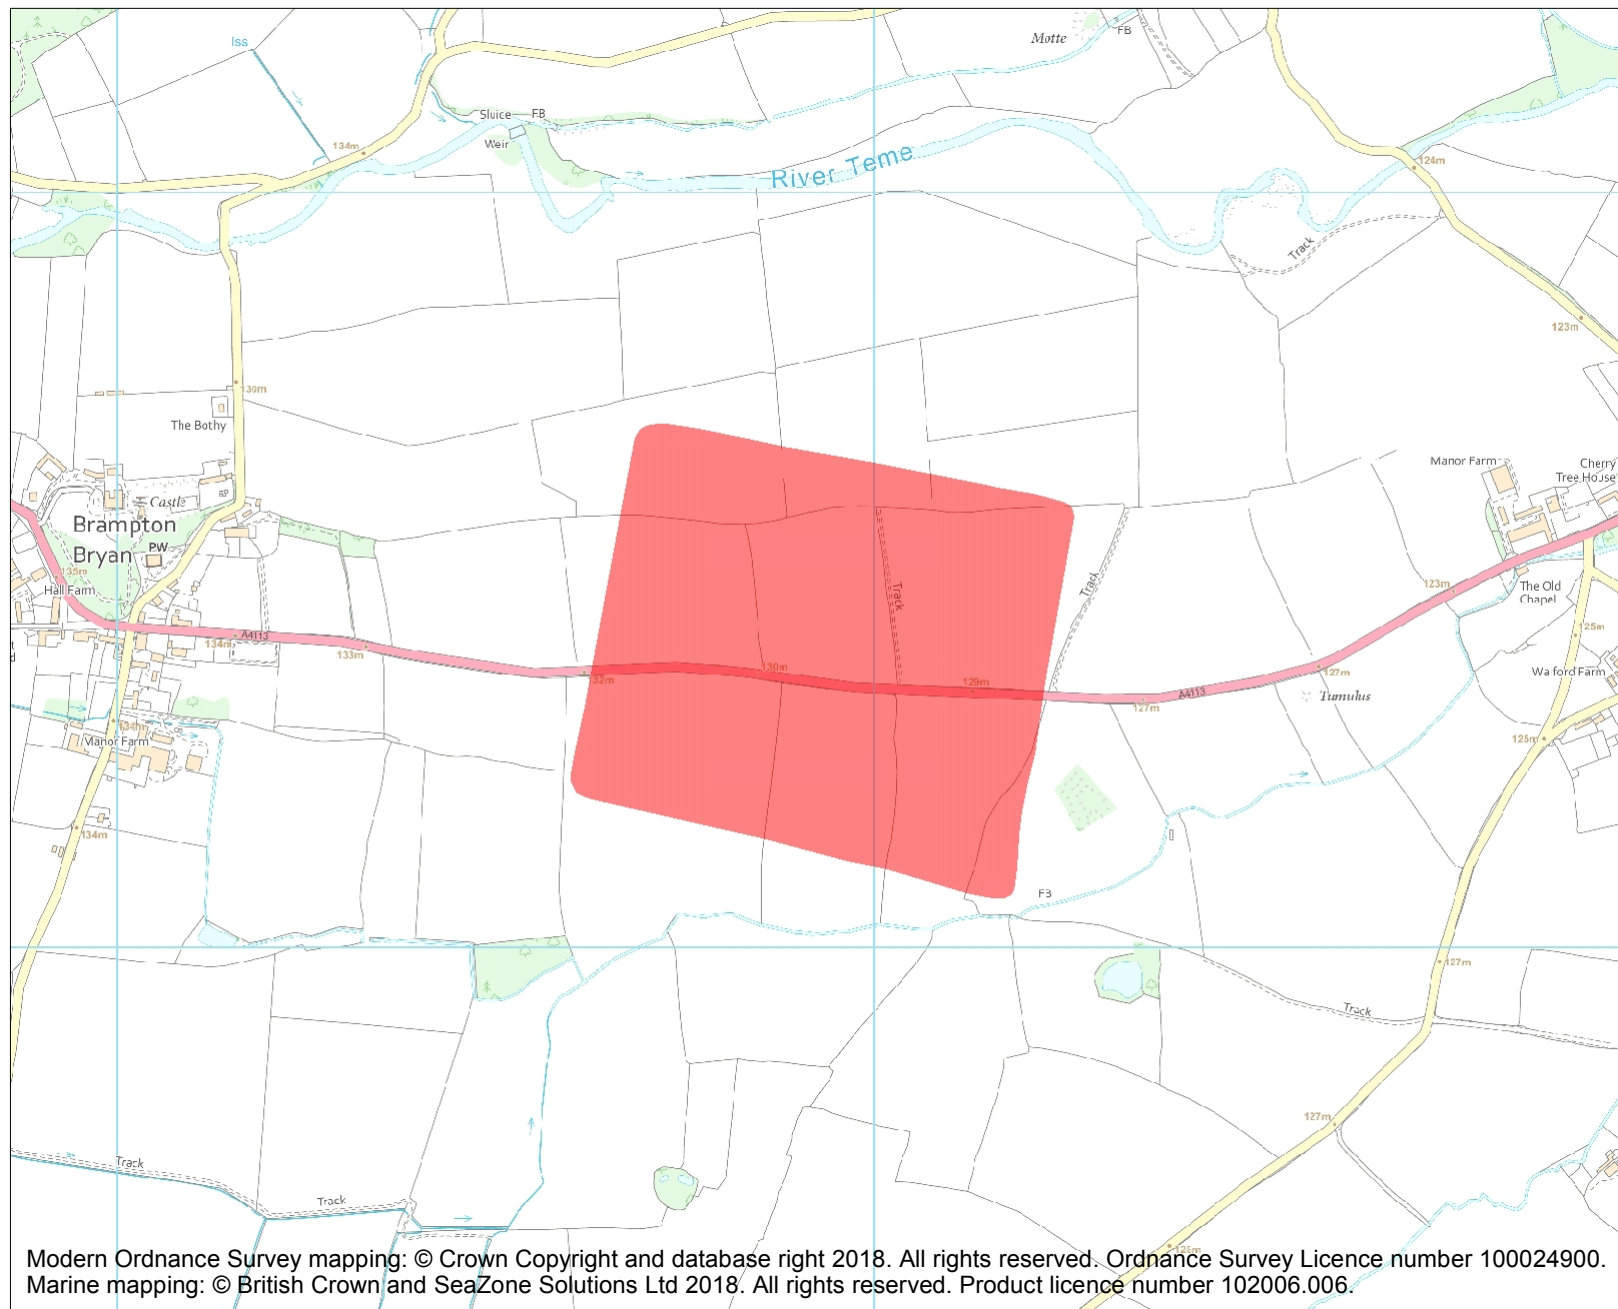 Iss
Motte
FB
Sluice
FB
134m
Weir
River Teme
124m
Track
123m
130m
The Bothy
Manor Farm
Cherry
Tree House
Castle
Brampton
Bryan
PW
135m
Hall Farm
Track
Track
123m
The Old
Chapel
125m
134m
A4113
133m
132m
130m
129m
127m
A4113
127m
Tumulus
Walford Farm
134m
Manor Farm
125m
134m
FB
127m
Track
127m
Track
Track
Modern Ordnance Survey mapping: © Crown Copyright and database right 2018. All rights reserved. Ordnance Survey Licence number 100024900.
Marine mapping: © British Crown and SeaZone Solutions Ltd 2018. All rights reserved. Product licence number 102006.006.